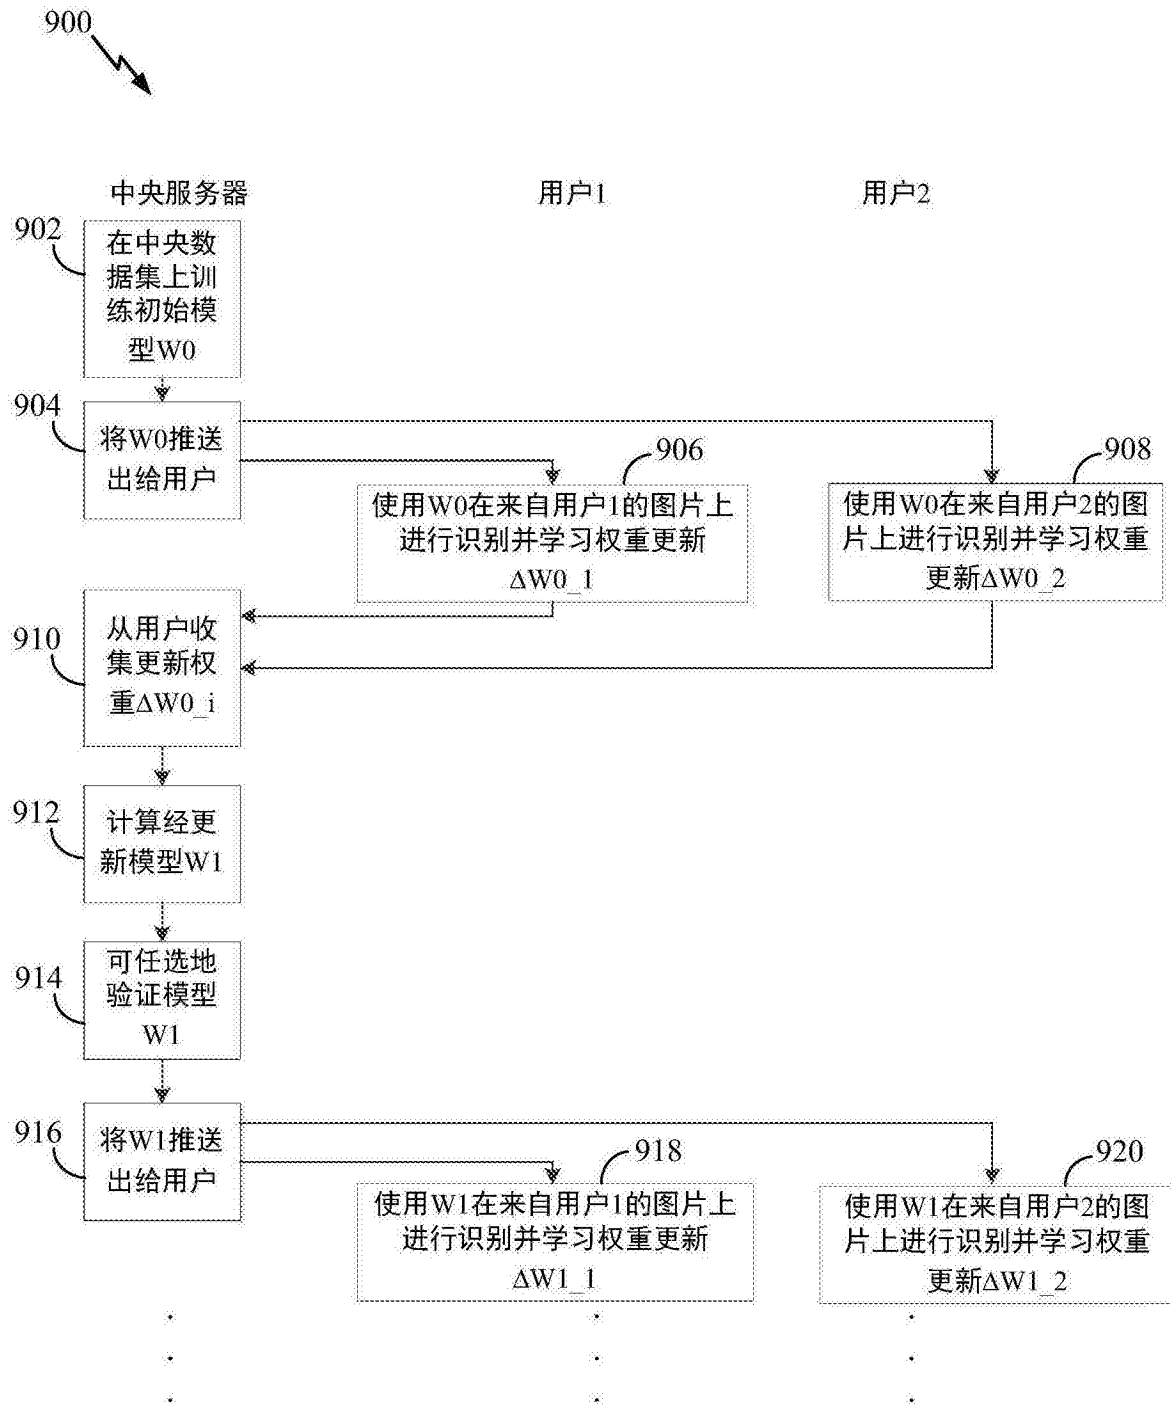 900
中央服务器
用户1
用户2
902
在中央数
据集上训
练初始模
型W0
904
将W0推送
出给用户
906
使用W0在来自用户1的图片上
进行识别并学习权重更新
ΔW0_1
908
使用W0在来自用户2的图
片上进行识别并学习权重
更新ΔW0_2
910
从用户收
集更新权
重ΔW0_i
912
计算经更
新模型W1
914
可任选地
验证模型
W1
916
将W1推送
出给用户
918
使用W1在来自用户1的图片上
进行识别并学习权重更新
ΔW1_1
920
使用W1在来自用户2的图
片上进行识别并学习权重
更新ΔW1_2